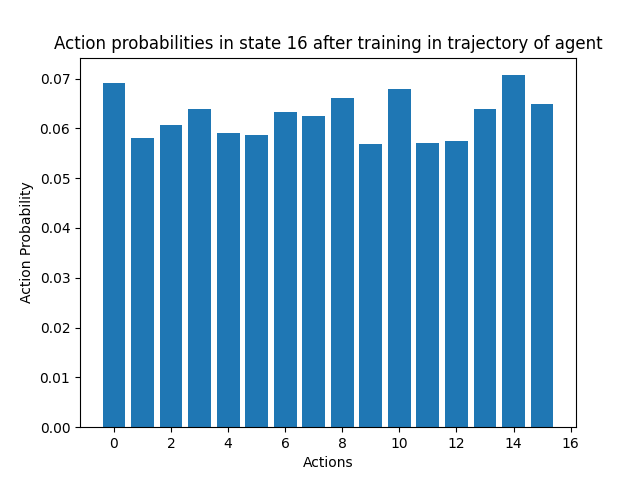 Action probabilities in state 16 after training in trajectory of agent
0.07
0.06
0.05
0.04
0.03
0.02
0.01
0.00
Action Probability
0 2 4 6 8 10 12 14 16
Actions